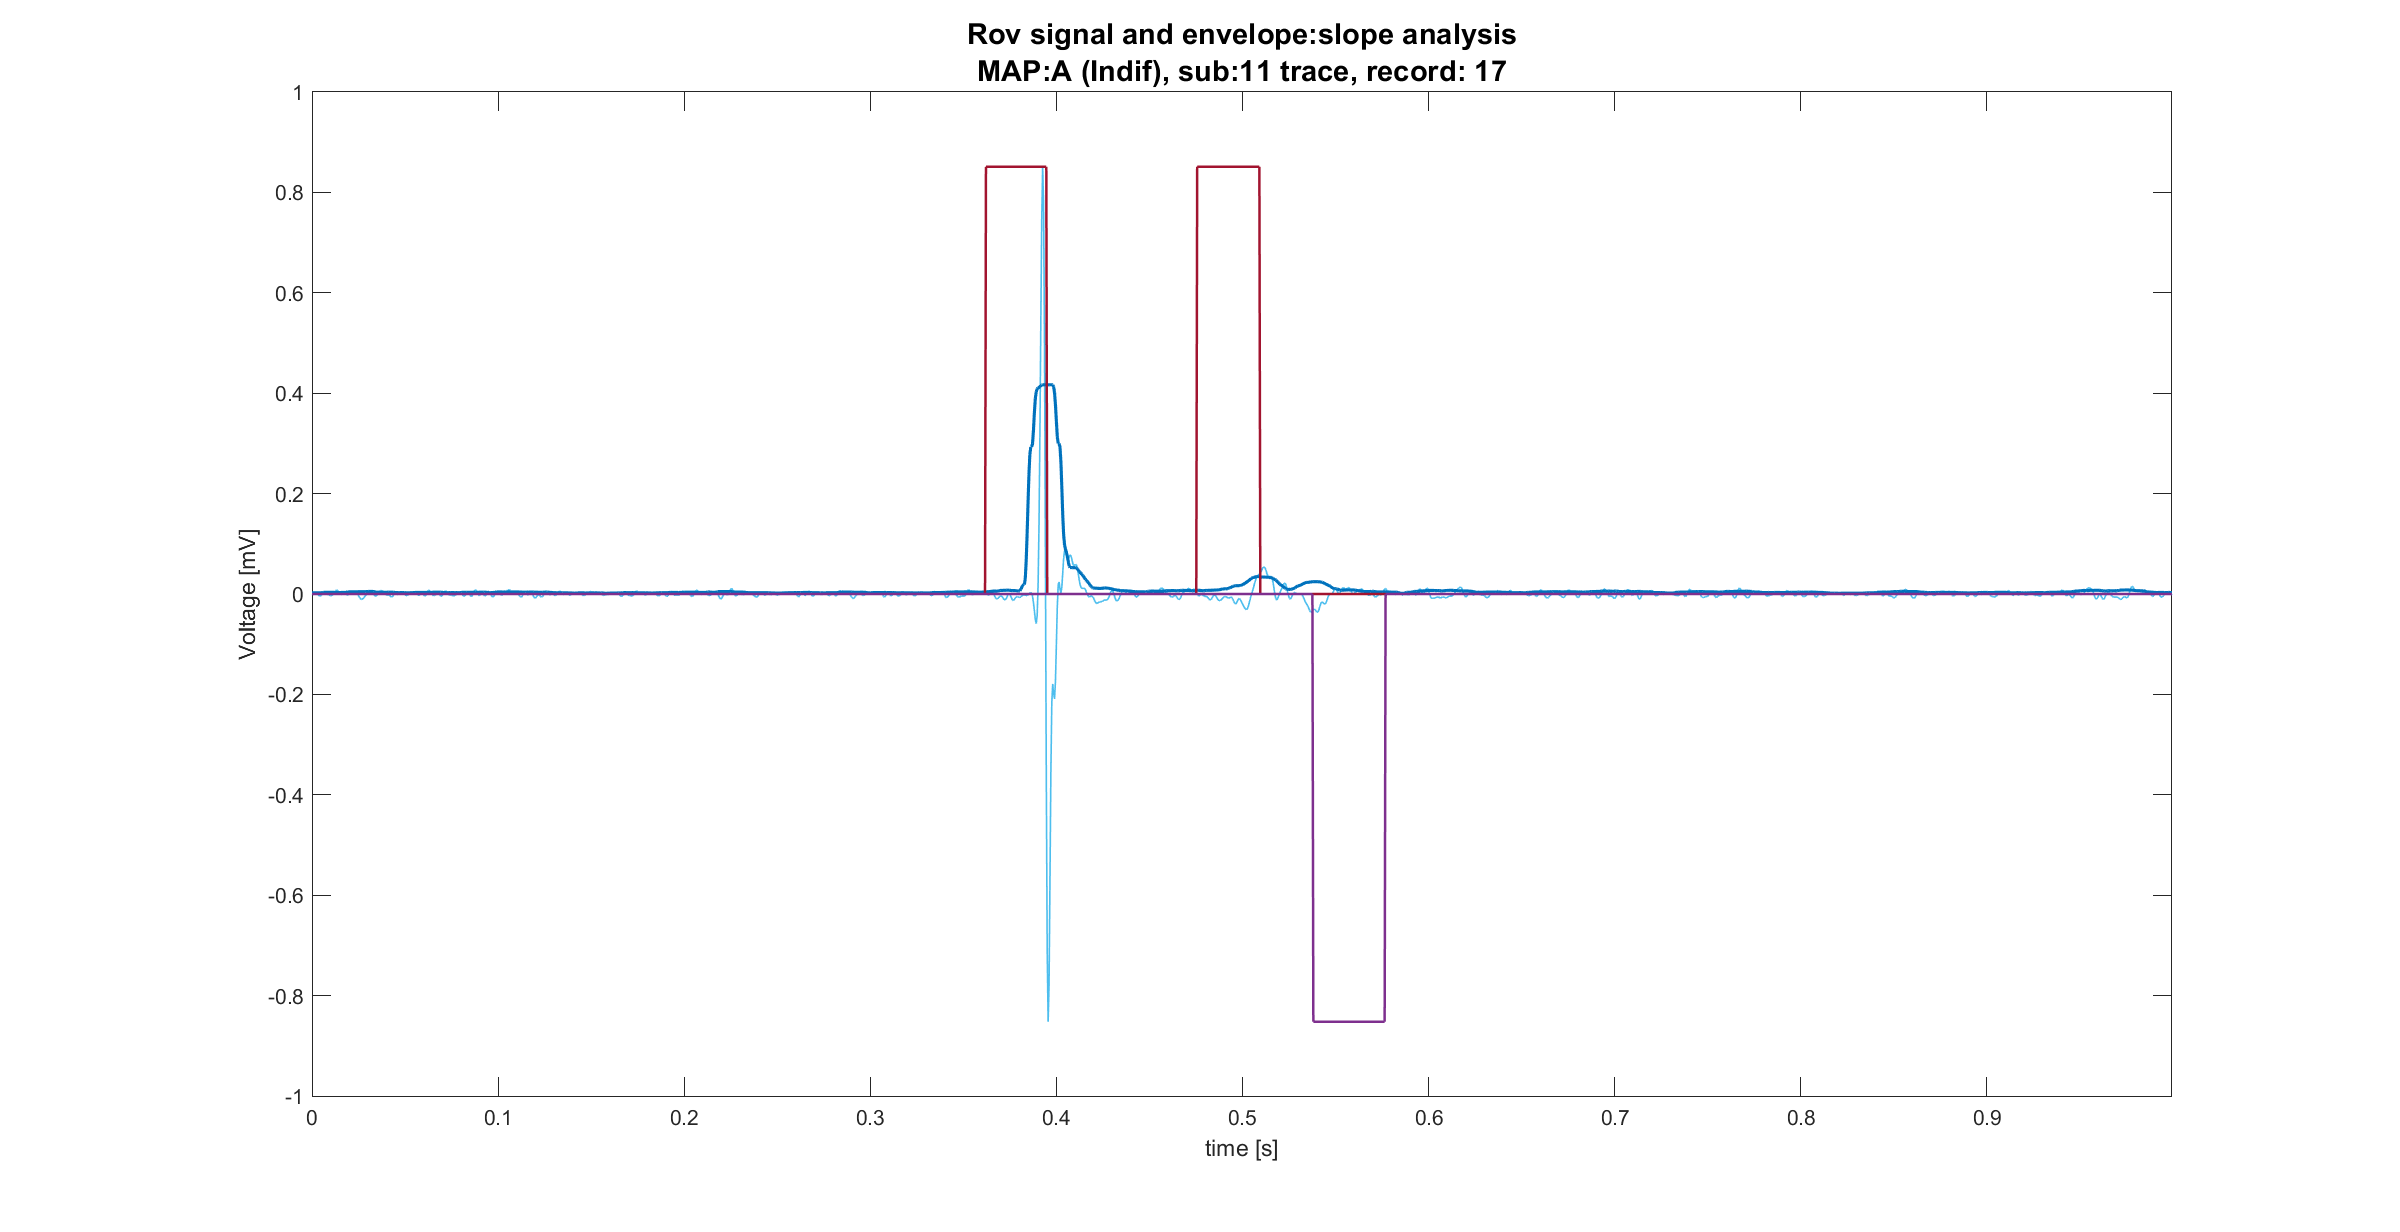 Rov signal and envelope:slope analysis
MAP:A (Indif), sub:11 trace, record: 17
1
0.8
0.6
0.4
0.2
0
-0.2
-0.4
-0.6
-0.8
-1
Voltage [mV]
0 0.1 0.2 0.3 0.4 0.5 0.6 0.7 0.8 0.9
time [s]